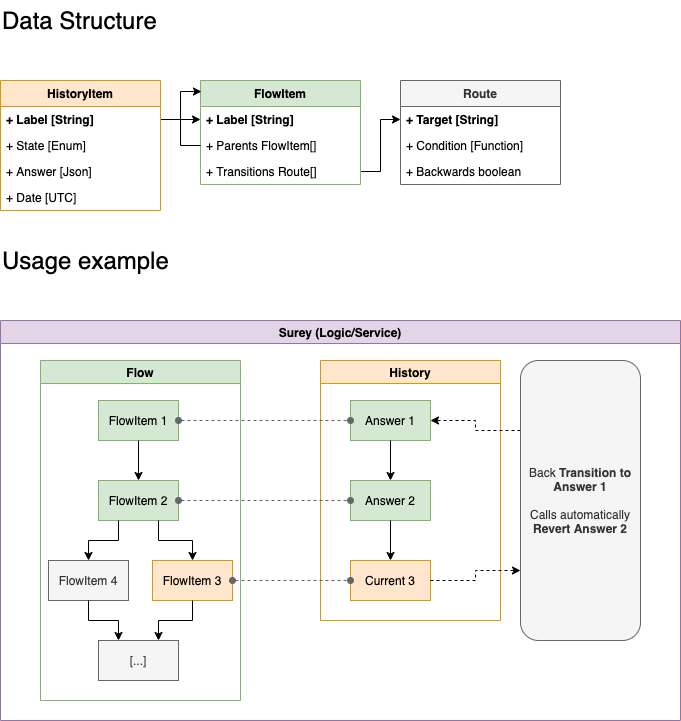 Data Structure
HistoryItem
+ Label [String]
+ State [Enum]
+ Answer [Json]
+ Date [UTC]
FlowItem
+ Label [String]
+ Parents FlowItem[]
+ Transitions Route[]
Route
+ Target [String]
+ Condition [Function]
+ Backwards boolean
Usage example
Surey (Logic/Service)
Flow
FlowItem 1
FlowItem 2
FlowItem 4
FlowItem 3
[...]
History
Answer 1
Answer 2
Current 3
Back Transition to
Answer 1
Calls automatically
Revert Answer 2